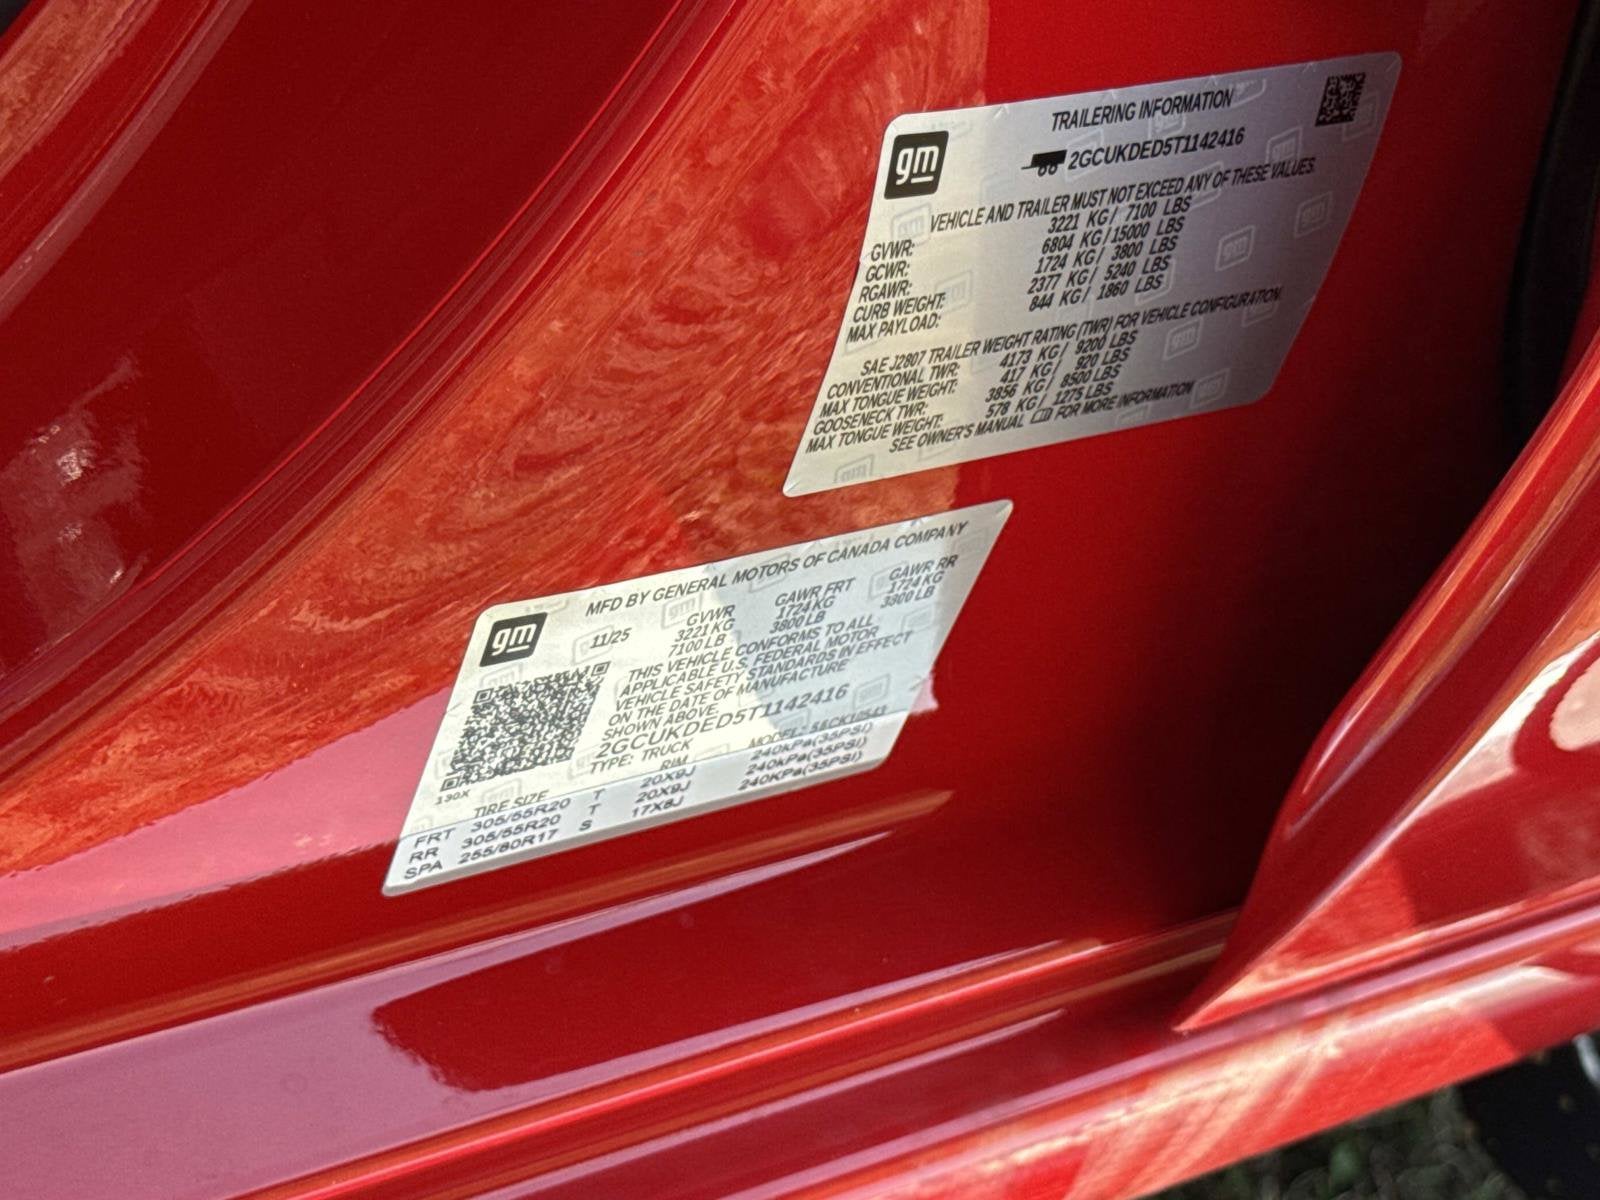 gm
TRAILERING INFORMATION
2GCUKDED5T1142416
VEHICLE AND TRAILER MUST NOT EXCEED ANY OF THESE VALUES.
GVWR: 3221 KG / 7100 LBS
GCWR: 6804 KG / 15000 LBS
RGAWR: 1724 KG / 3800 LBS
CURB WEIGHT: 2377 KG / 5240 LBS
MAX PAYLOAD: 844 KG / 1860 LBS
SAE J2807 TRAILER WEIGHT RATING (TWR) FOR VEHICLE CONFIGURATION.
CONVENTIONAL TWR: 4173 KG / 9200 LBS
MAX TONGUE WEIGHT: 417 KG / 920 LBS
GOOSENECK TWR: 3856 KG / 8500 LBS
MAX TONGUE WEIGHT: 578 KG / 1275 LBS
SEE OWNER'S MANUAL FOR MORE INFORMATION
gm
MFD BY GENERAL MOTORS OF CANADA COMPANY
11/25 GVWR GAWR FRT GAWR RR
3221 KG 1724 KG 1724 KG
7100 LB 3800 LB 3800 LB
THIS VEHICLE CONFORMS TO ALL
APPLICABLE U.S. FEDERAL MOTOR
VEHICLE SAFETY STANDARDS IN EFFECT
ON THE DATE OF MANUFACTURE
SHOWN ABOVE.
2GCUKDED5T1142416
TYPE: TRUCK MODEL:
130X
TIRE SIZE RIM
FRT 305/55R20 T 20X9J 240KPa(35PSI)
RR 305/55R20 T 20X9J 240KPa(35PSI)
SPA 255/80R17 S 17X8J 240KPa(35PSI)